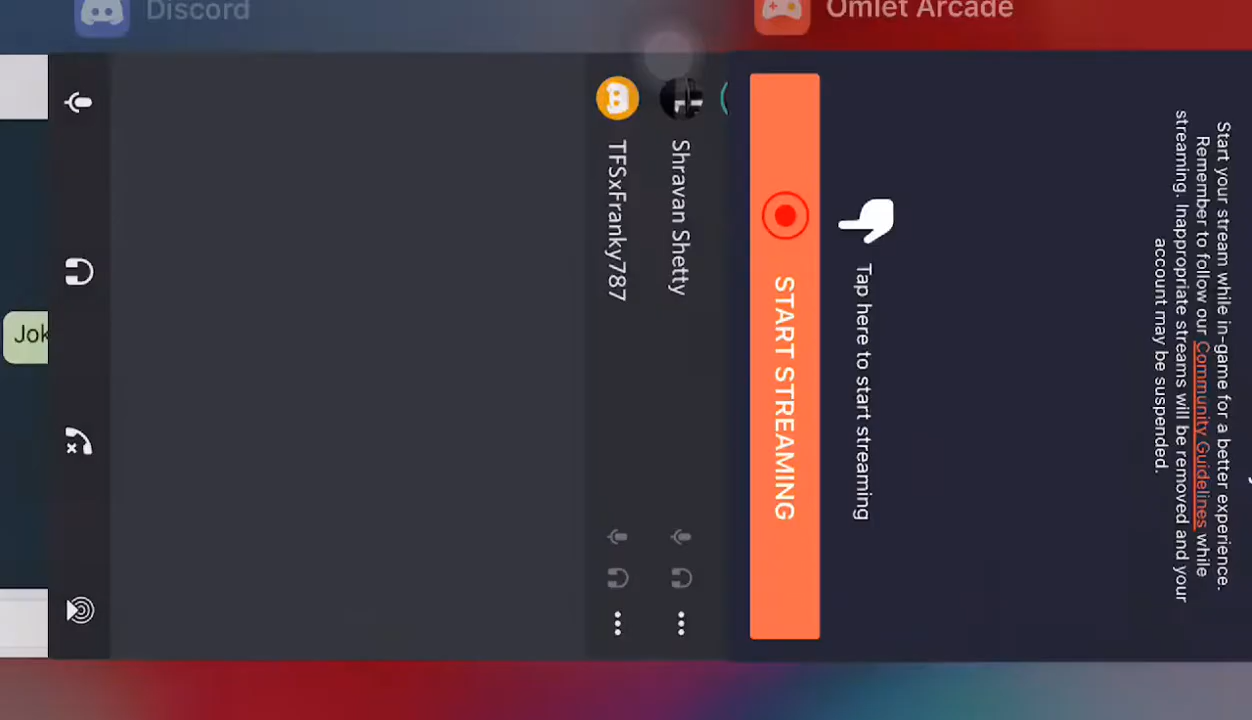 Discord
Omlet Arcade
Jok
Shravan Shetty
TFSxFranky787
Start your stream while in-game for a better experience.
Remember to follow our Community Guidelines while
streaming. Inappropriate streams will be removed and your
account may be suspended.
Tap here to start streaming
START STREAMING